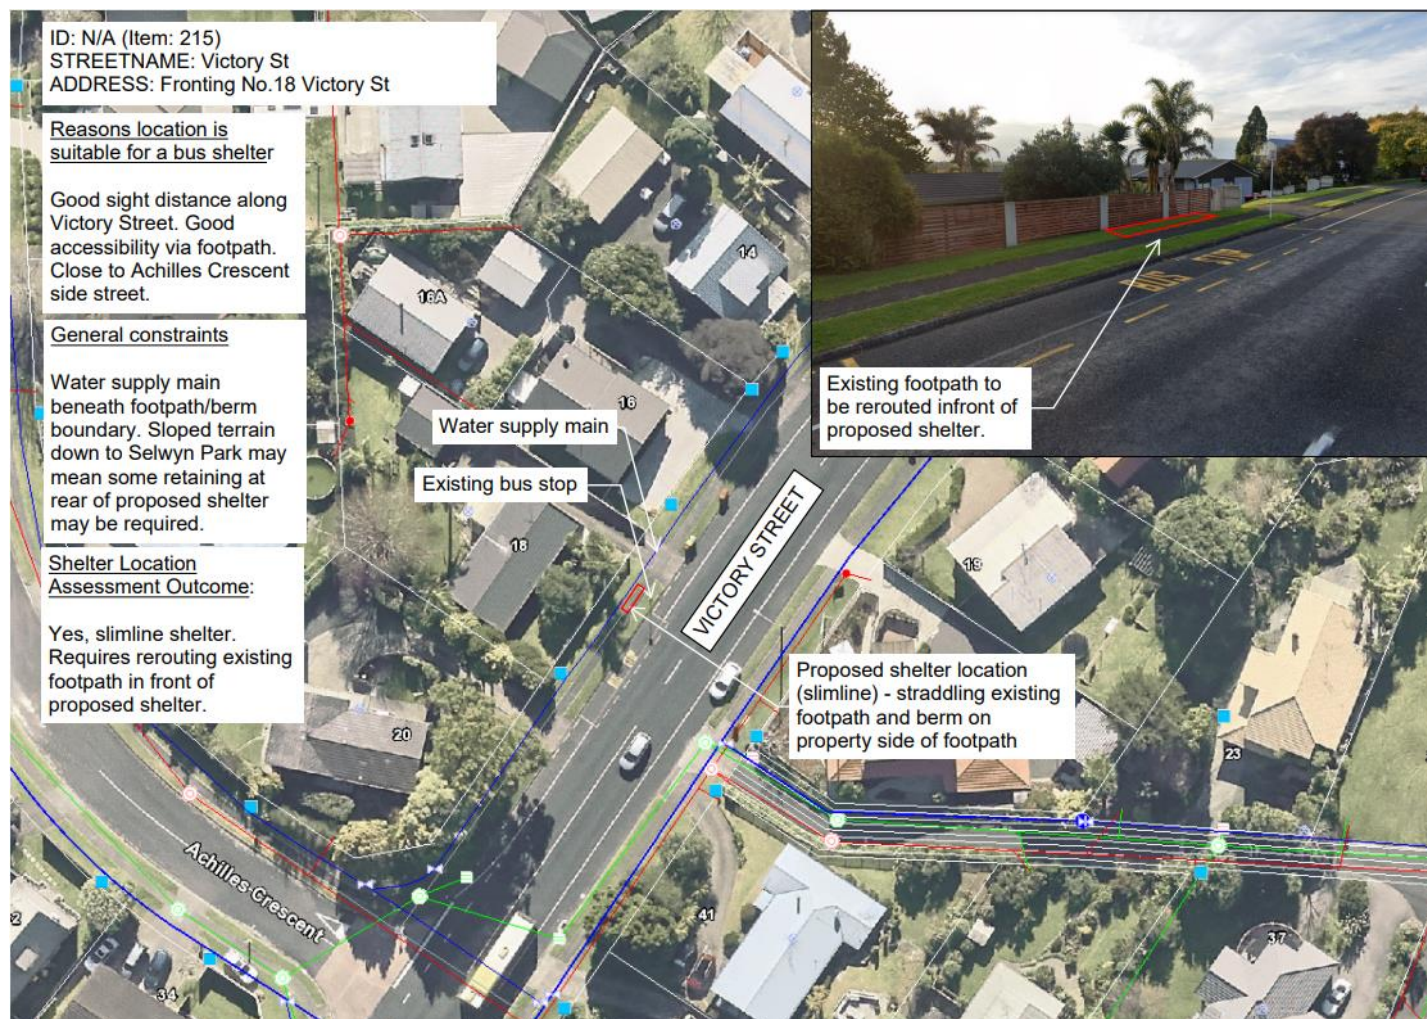 ID: N/A (Item: 215)
STREETNAME: Victory St
ADDRESS: Fronting No.18 Victory St
Reasons location is
suitable for a bus shelter
Good sight distance along
Victory Street. Good
accessibility via footpath.
Close to Achilles Crescent
side street.
General constraints
Water supply main
beneath footpath/berm
boundary. Sloped terrain
down to Selwyn Park may
mean some retaining at
rear of proposed shelter
may be required.
Shelter Location
Assessment Outcome:
Yes, slimline shelter.
Requires rerouting existing
footpath in front of
proposed shelter.
BUS STP
Existing footpath to
be rerouted infront of
proposed shelter.
14
16A
16
Water supply main
Existing bus stop
18
VICTORY STREET
19
Proposed shelter location
(slimline) - straddling existing
footpath and berm on
property side of footpath
20
23
Achilles Crescent
41
37
34